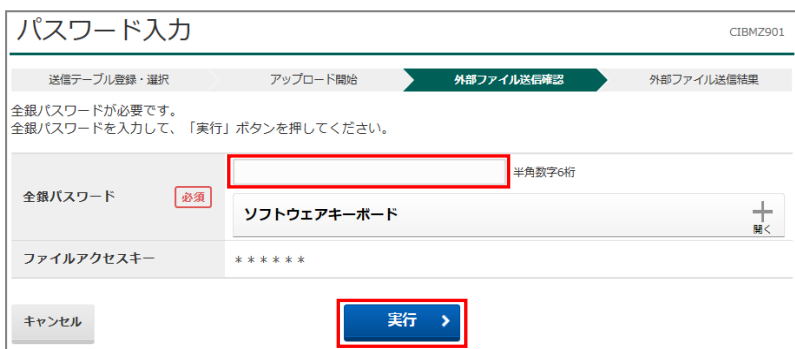 パスワード入力
CIBMZ901
送信テーブル登録・選択 アップロード開始 外部ファイル送信確認 外部ファイル送信結果
全銀パスワードが必要です。
全銀パスワードを入力して、「実行」ボタンを押してください。
半角数字6桁
全銀パスワード 必須
ソフトウェアキーボード
開く
ファイルアクセスキー ******
キャンセル 実行